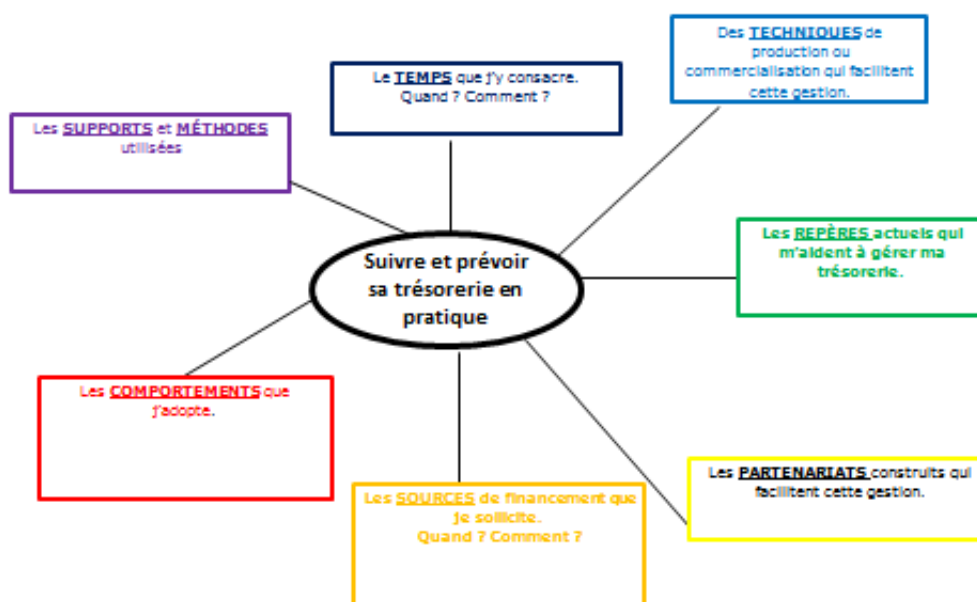 Des TECHNIQUES de
production ou
commercialisation qui facilitent
cette gestion.
Le TEMPS que j'y consacre.
Quand ? Comment ?
Les SUPPORTS et MÉTHODES
utilisées
Les REPÈRES actuels qui
m'aident à gérer ma
trésorerie.
Suivre et prévoir
sa trésorerie en
pratique
Les COMPORTEMENTS que
j'adopte.
Les PARTENARIATS construits qui
facilitent cette gestion.
Les SOURCES de financement que
je sollicite.
Quand ? Comment ?